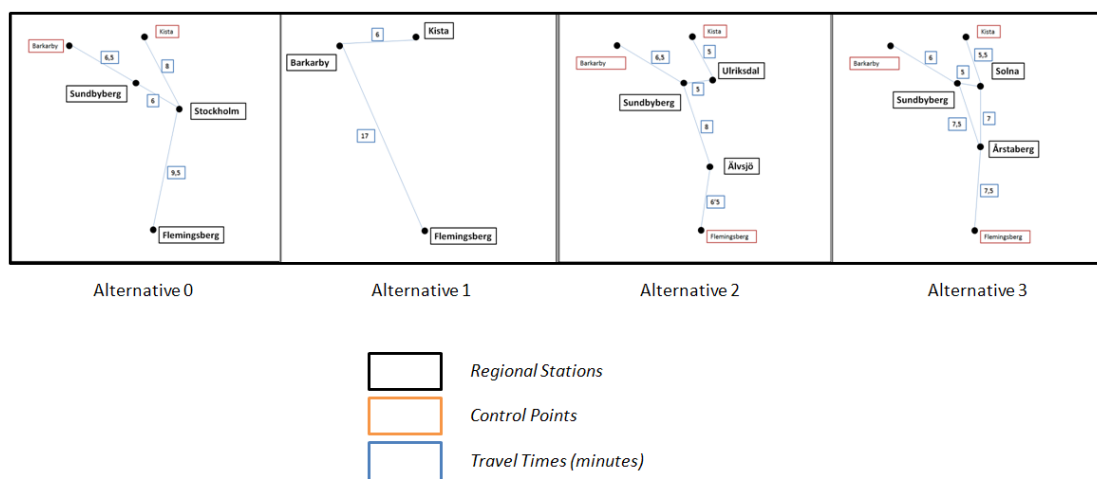 Kista
Barkarby
6,5
8
Sundbyberg
6
Stockholm
9,5
Flemingsberg
6
Kista
Barkarby
17
Flemingsberg
Kista
6,5
5
Barkarby
Ulriksdal
5
Sundbyberg
8
Älvsjö
6'5
Flemingsberg
Kista
6
5,5
Barkarby
5
Solna
Sundbyberg
7,5
7
Årstaberg
7,5
Flemingsberg
Alternative 0
Alternative 1
Alternative 2
Alternative 3
Regional Stations
Control Points
Travel Times (minutes)